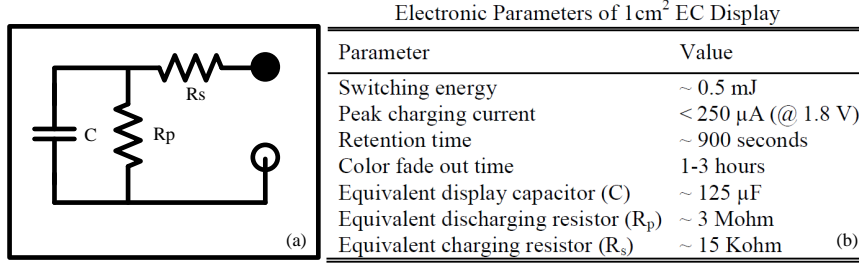 Rs
C
Rp
(a)
Electronic Parameters of 1cm² EC Display
Parameter Value
Switching energy ~ 0.5 mJ
Peak charging current < 250 µA (@ 1.8 V)
Retention time ~ 900 seconds
Color fade out time 1-3 hours
Equivalent display capacitor (C) ~ 125 µF
Equivalent discharging resistor (Rₚ) ~ 3 Mohm
Equivalent charging resistor (Rₛ) ~ 15 Kohm
(b)